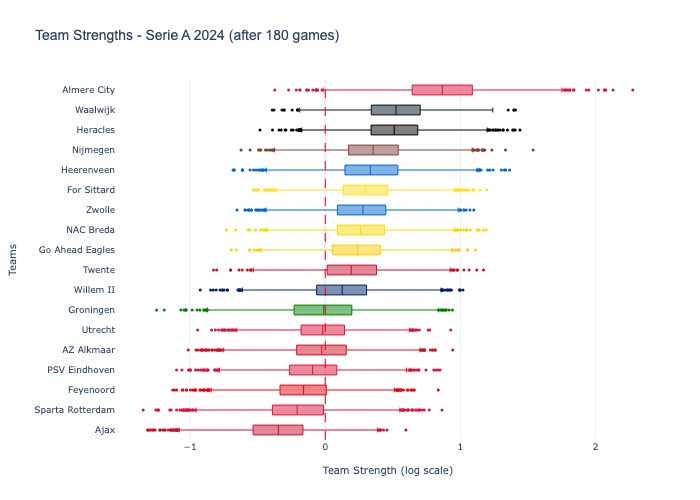 Team Strengths - Serie A 2024 (after 180 games)
Almere City
Waalwijk
Heracles
Nijmegen
Heerenveen
For Sittard
Zwolle
NAC Breda
Go Ahead Eagles
Twente
Willem II
Groningen
Utrecht
AZ Alkmaar
PSV Eindhoven
Feyenoord
Sparta Rotterdam
Ajax
Teams
−1 0 1 2
Team Strength (log scale)